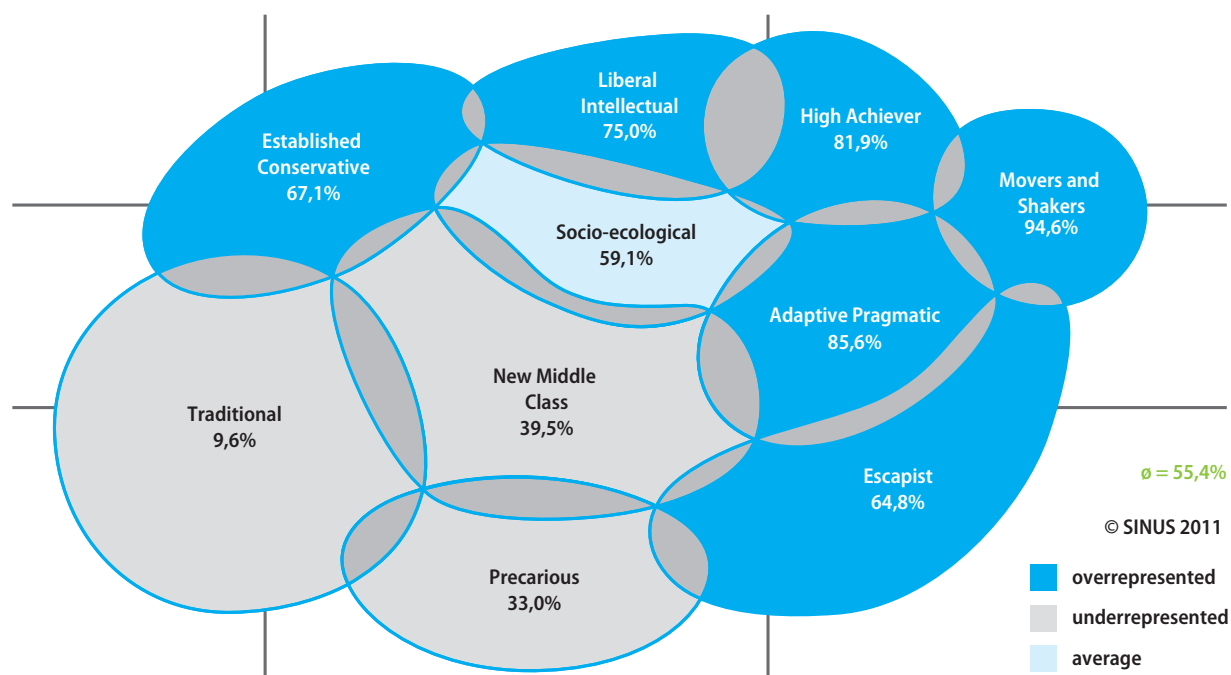 Liberal
Intellectual
75,0%
High Achiever
81,9%
Established
Conservative
67,1%
Movers and
Shakers
94,6%
Socio-ecological
59,1%
Adaptive Pragmatic
85,6%
New Middle
Class
39,5%
Traditional
9,6%
Escapist
64,8%
Precarious
33,0%
ø = 55,4%
© SINUS 2011
overrepresented
underrepresented
average